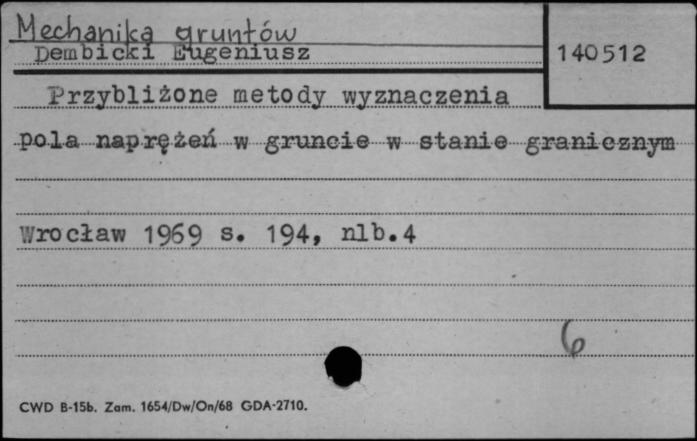 Mechanika gruntów
Dembicki Eugeniusz
140512
Przybliżone metody wyznaczenia
pola naprężeń w gruncie w stanie granicznym
Wrocław 1969 s. 194, nlb.4
6
CWD B-15b. Zam. 1654/Dw/On/68 GDA-2710.